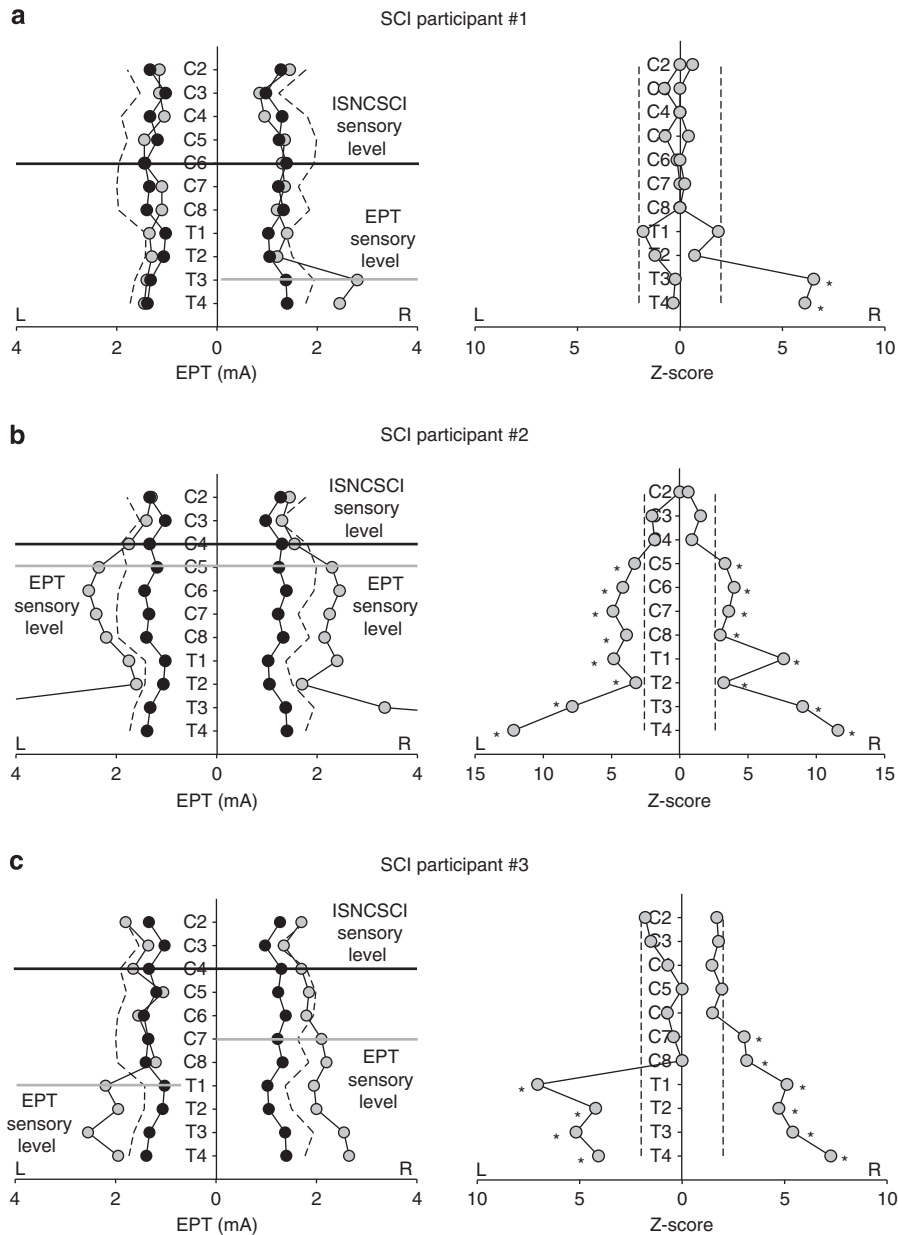 a
SCI participant #1
C2
C3
C4
C5
C6
C7
C8
T1
T2
T3
T4
ISNCSCI
sensory
level
EPT
sensory
level
L
R
4 2 0 2 4
EPT (mA)
C2
C
C4
C
C6
C7
C8
T1
T2
T3
T4
*
*
L
R
10 5 0 5 10
Z-score
b
SCI participant #2
C2
C3
C4
C5
C6
C7
C8
T1
T2
T3
T4
ISNCSCI
sensory
level
EPT
sensory
level
EPT
sensory
level
L
R
4 2 0 2 4
EPT (mA)
C2
C3
C4
C5
C6
C7
C8
T1
T2
T3
T4
* *
* *
* *
* *
* *
* *
* *
* *
L
R
15 10 5 0 5 10 15
Z-score
c
SCI participant #3
C2
C3
C4
C5
C6
C7
C8
T1
T2
T3
T4
ISNCSCI
sensory
level
EPT
sensory
level
EPT
sensory
level
L
R
4 2 0 2 4
EPT (mA)
C2
C3
C
C5
C
C7
C8
T1
T2
T3
T4
*
*
* *
* *
* *
* *
L
R
10 5 0 5 10
Z-score